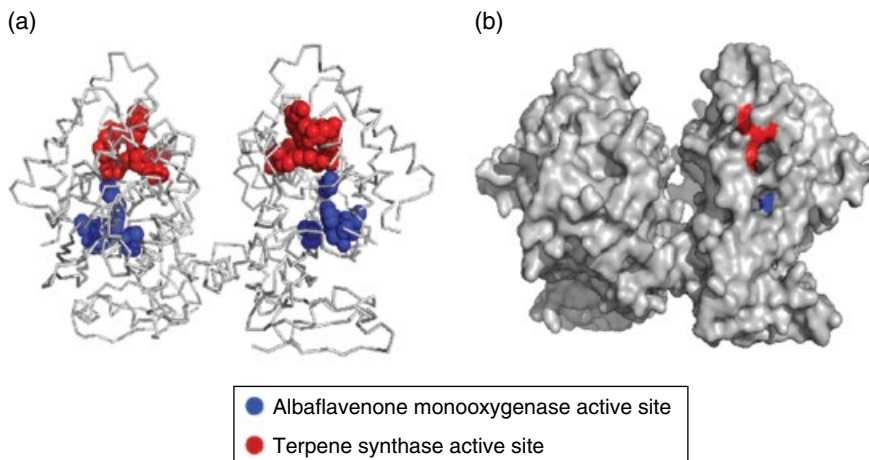 (a)
(b)
Albaflavenone monooxygenase active site
Terpene synthase active site